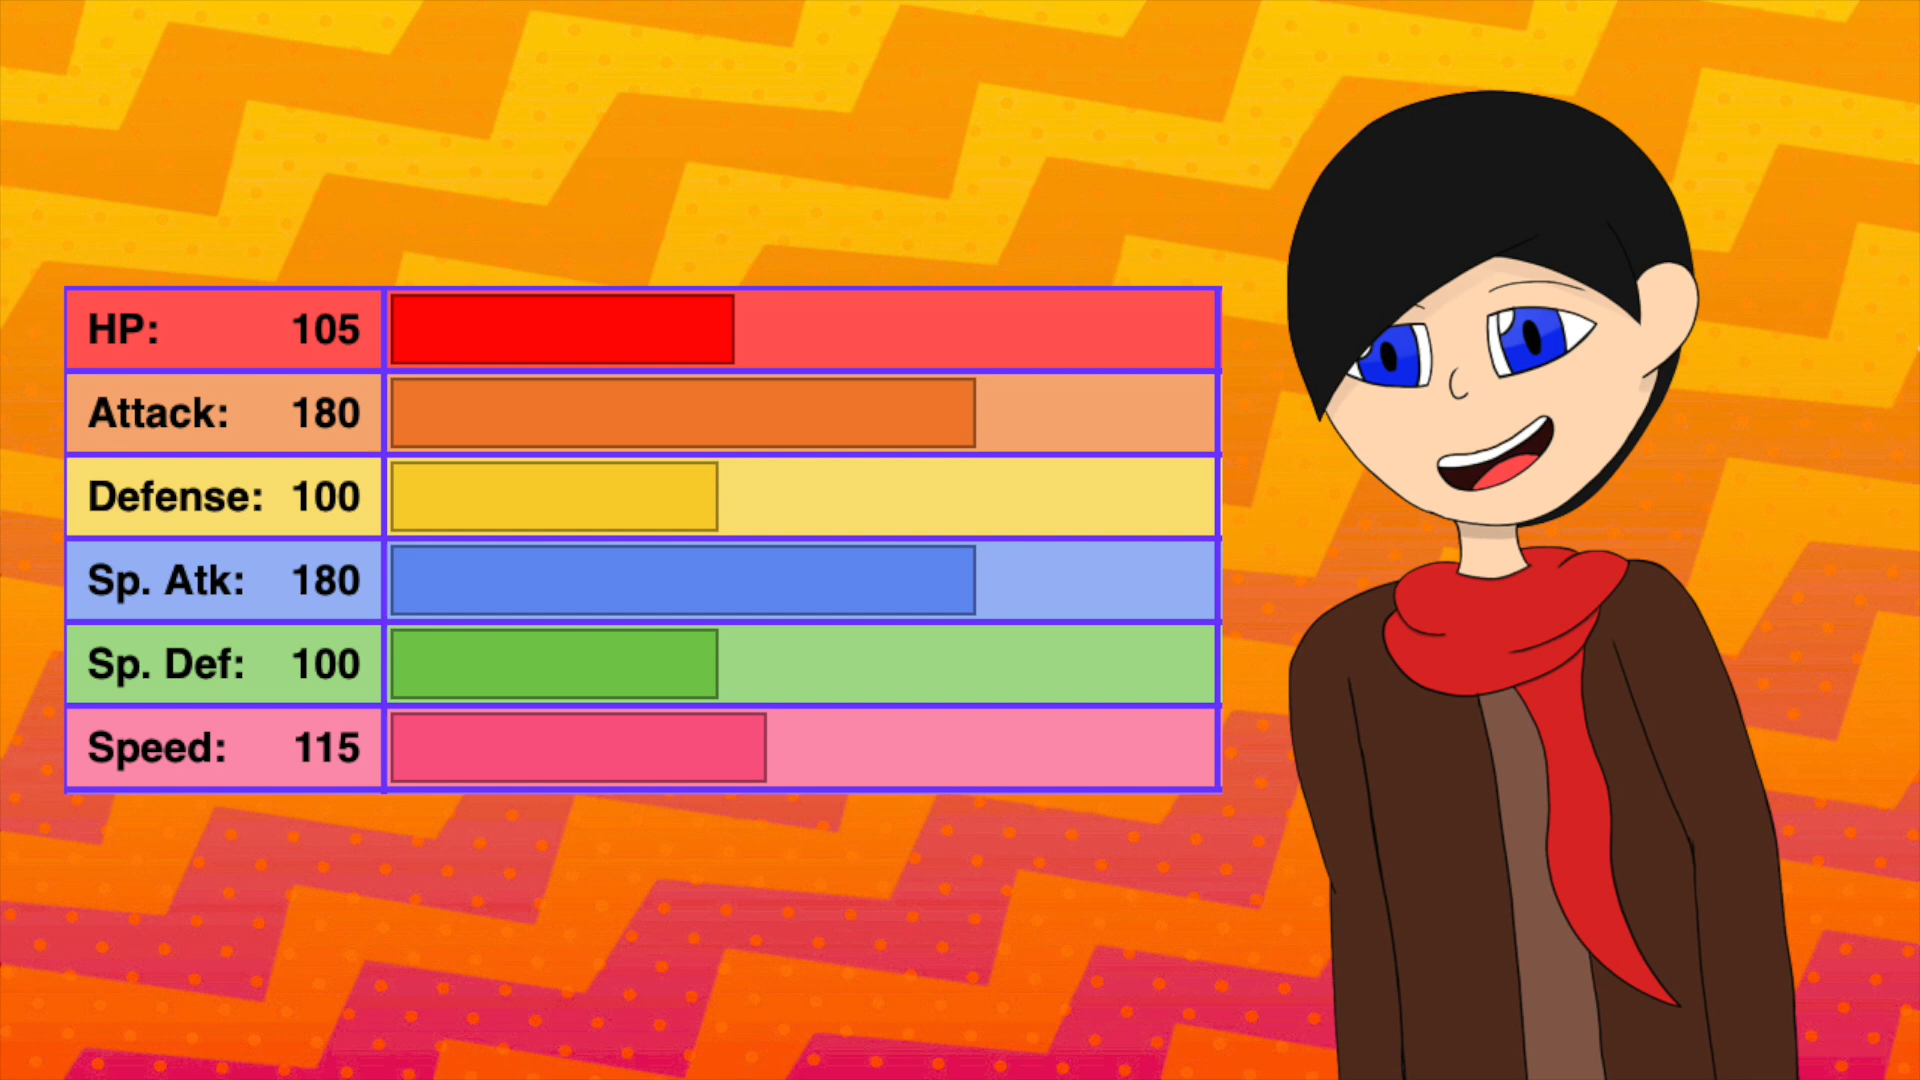 HP: 105
Attack: 180
Defense: 100
Sp. Atk: 180
Sp. Def: 100
Speed: 115